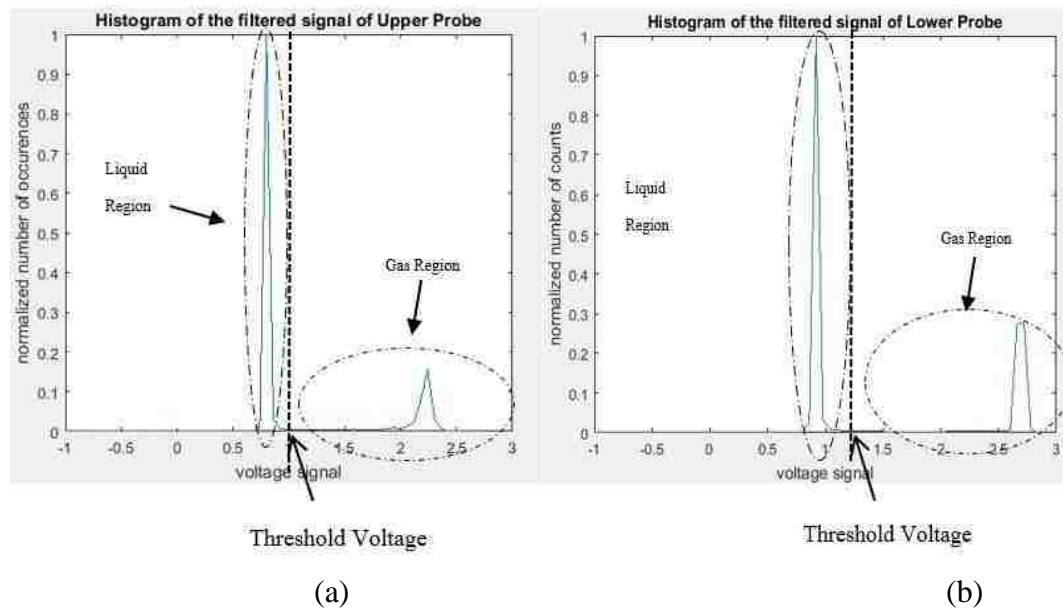 Histogram of the filtered signal of Upper Probe
normalized number of occurences
1
0.9
0.8
0.7
0.6
0.5
0.4
0.3
0.2
0.1
0
Liquid
Region
Gas Region
-1 -0.5 0 0.5 1 1.5 2 2.5 3
voltage signal
Threshold Voltage
(a)
Histogram of the filtered signal of Lower Probe
normalized number of counts
1
0.9
0.8
0.7
0.6
0.5
0.4
0.3
0.2
0.1
0
Liquid
Region
Gas Region
-1 -0.5 0 0.5 1 1.5 2 2.5 3
voltage signal
Threshold Voltage
(b)